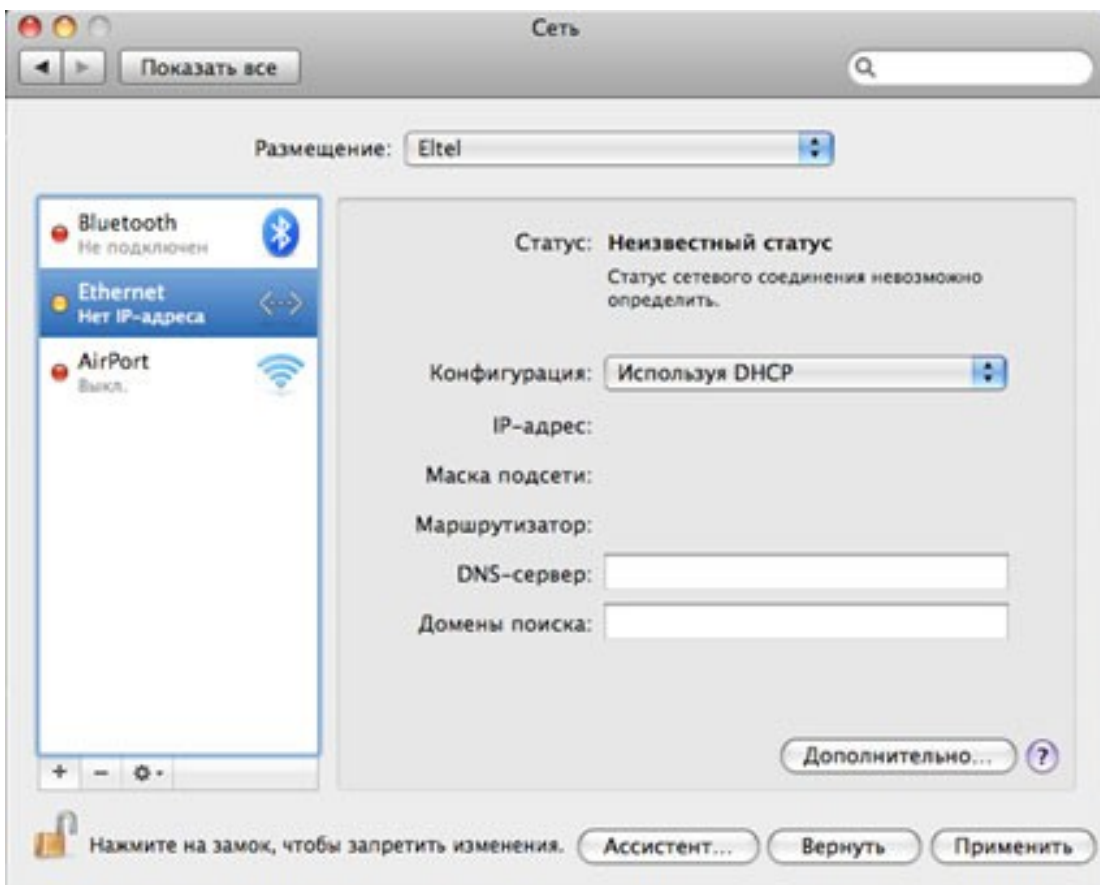 Сеть
Показать все
Размещение: Eltel
Bluetooth
Не подключен
Ethernet
Нет IP-адреса
AirPort
Выкл.
Статус: Неизвестный статус
Статус сетевого соединения невозможно
определить.
Конфигурация: Используя DHCP
IP-адрес:
Маска подсети:
Маршрутизатор:
DNS-сервер:
Домены поиска:
Дополнительно... ?
Нажмите на замок, чтобы запретить изменения. Ассистент... Вернуть Применить